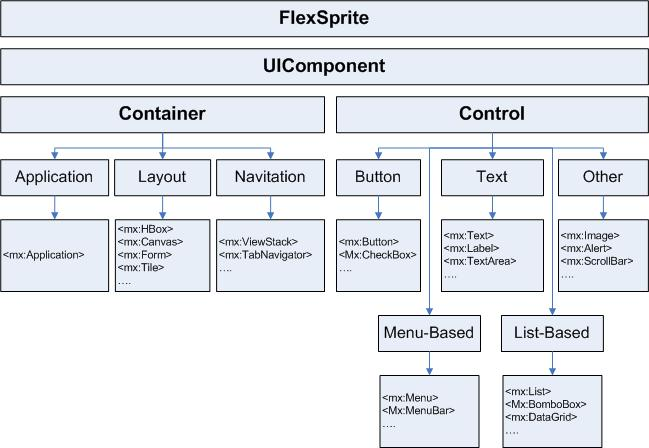 FlexSprite
UIComponent
Container
Control
Application
Layout
Navitation
Button
Text
Other
<mx:Application>
<mx:HBox>
<mx:Canvas>
<mx:Form>
<mx:Tile>
....
<mx:ViewStack>
<mx:TabNavigator>
....
<mx:Button>
<Mx:CheckBox>
....
<mx:Text>
<mx:Label>
<mx:TextArea>
....
<mx:Image>
<mx:Alert>
<mx:ScrollBar>
....
Menu-Based
List-Based
<mx:Menu>
<Mx:MenuBar>
....
<mx:List>
<Mx:BomboBox>
<mx:DataGrid>
....